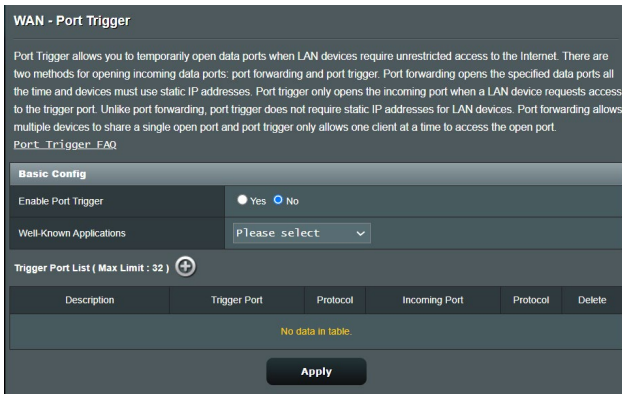 WAN - Port Trigger
Port Trigger allows you to temporarily open data ports when LAN devices require unrestricted access to the Internet. There are
two methods for opening incoming data ports: port forwarding and port trigger. Port forwarding opens the specified data ports all
the time and devices must use static IP addresses. Port trigger only opens the incoming port when a LAN device requests access
to the trigger port. Unlike port forwarding, port trigger does not require static IP addresses for LAN devices. Port forwarding allows
multiple devices to share a single open port and port trigger only allows one client at a time to access the open port.
Port Trigger FAQ
Basic Config
Enable Port Trigger Yes No
Well-Known Applications Please select
Trigger Port List ( Max Limit : 32 )
Description Trigger Port Protocol Incoming Port Protocol Delete
No data in table.
Apply